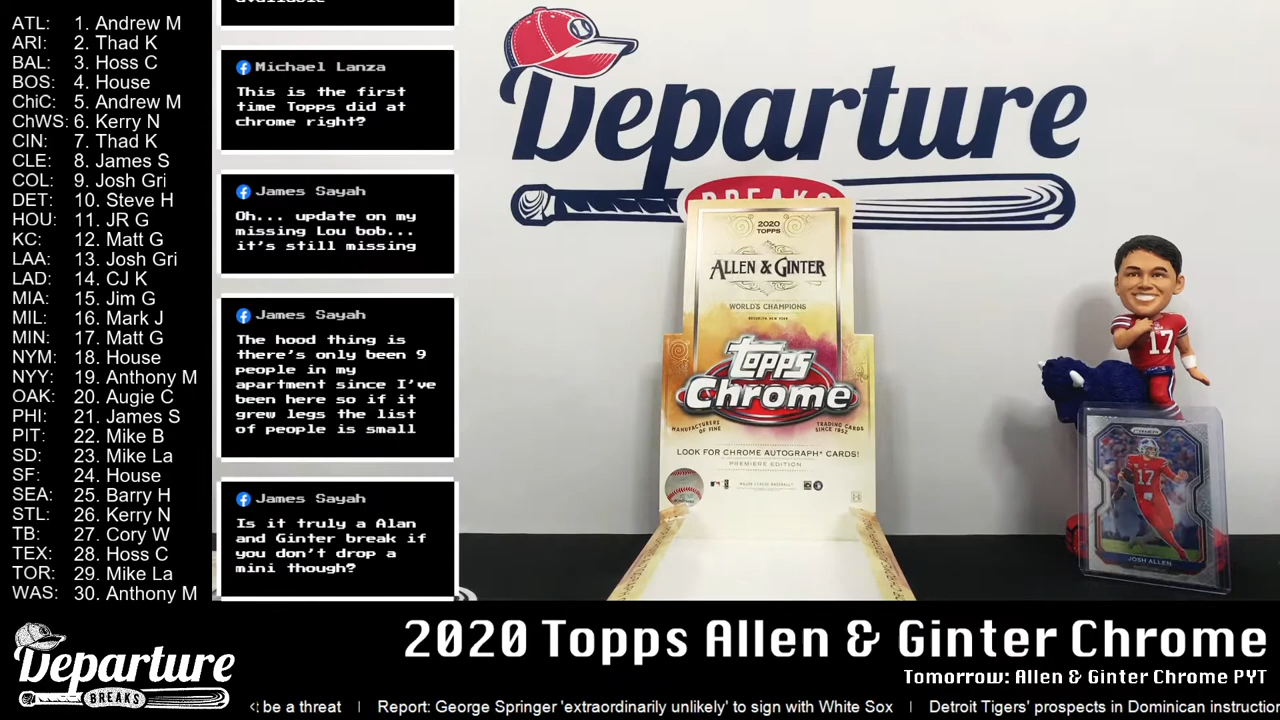 ATL: 1. Andrew M
ARI: 2. Thad K
BAL: 3. Hoss C
BOS: 4. House
ChiC: 5. Andrew M
ChWS: 6. Kerry N
CIN: 7. Thad K
CLE: 8. James S
COL: 9. Josh Gri
DET: 10. Steve H
HOU: 11. JR G
KC: 12. Matt G
LAA: 13. Josh Gri
LAD: 14. CJ K
MIA: 15. Jim G
MIL: 16. Mark J
MIN: 17. Matt G
NYM: 18. House
NYY: 19. Anthony M
OAK: 20. Augie C
PHI: 21. James S
PIT: 22. Mike B
SD: 23. Mike La
SF: 24. House
SEA: 25. Barry H
STL: 26. Kerry N
TB: 27. Cory W
TEX: 28. Hoss C
TOR: 29. Mike La
WAS: 30. Anthony M
Michael Lanza
This is the first
time Topps did at
chrome right?
James Sayah
Oh... update on my
missing Lou bob...
it's still missing
James Sayah
The hood thing is
there's only been 9
people in my
apartment since I've
been here so if it
grew legs the list
of people is small
James Sayah
Is it truly a Alan
and Ginter break if
you don't drop a
mini though?
Departure
BREAKS
2020
TOPPS
ALLEN & GINTER
WORLD'S CHAMPIONS
BROOKLYN, NEW YORK
Topps
Chrome
MANUFACTURERS
OF FINE
TRADING CARDS
SINCE 1952
LOOK FOR CHROME AUTOGRAPH+ CARDS!
PREMIERE EDITION
17
PRIZM
17
JOSH ALLEN
Departure
BREAKS
2020 Topps Allen & Ginter Chrome
Tomorrow: Allen & Ginter Chrome PYT
be a threat | Report: George Springer 'extraordinarily unlikely' to sign with White Sox | Detroit Tigers' prospects in Dominican instruction